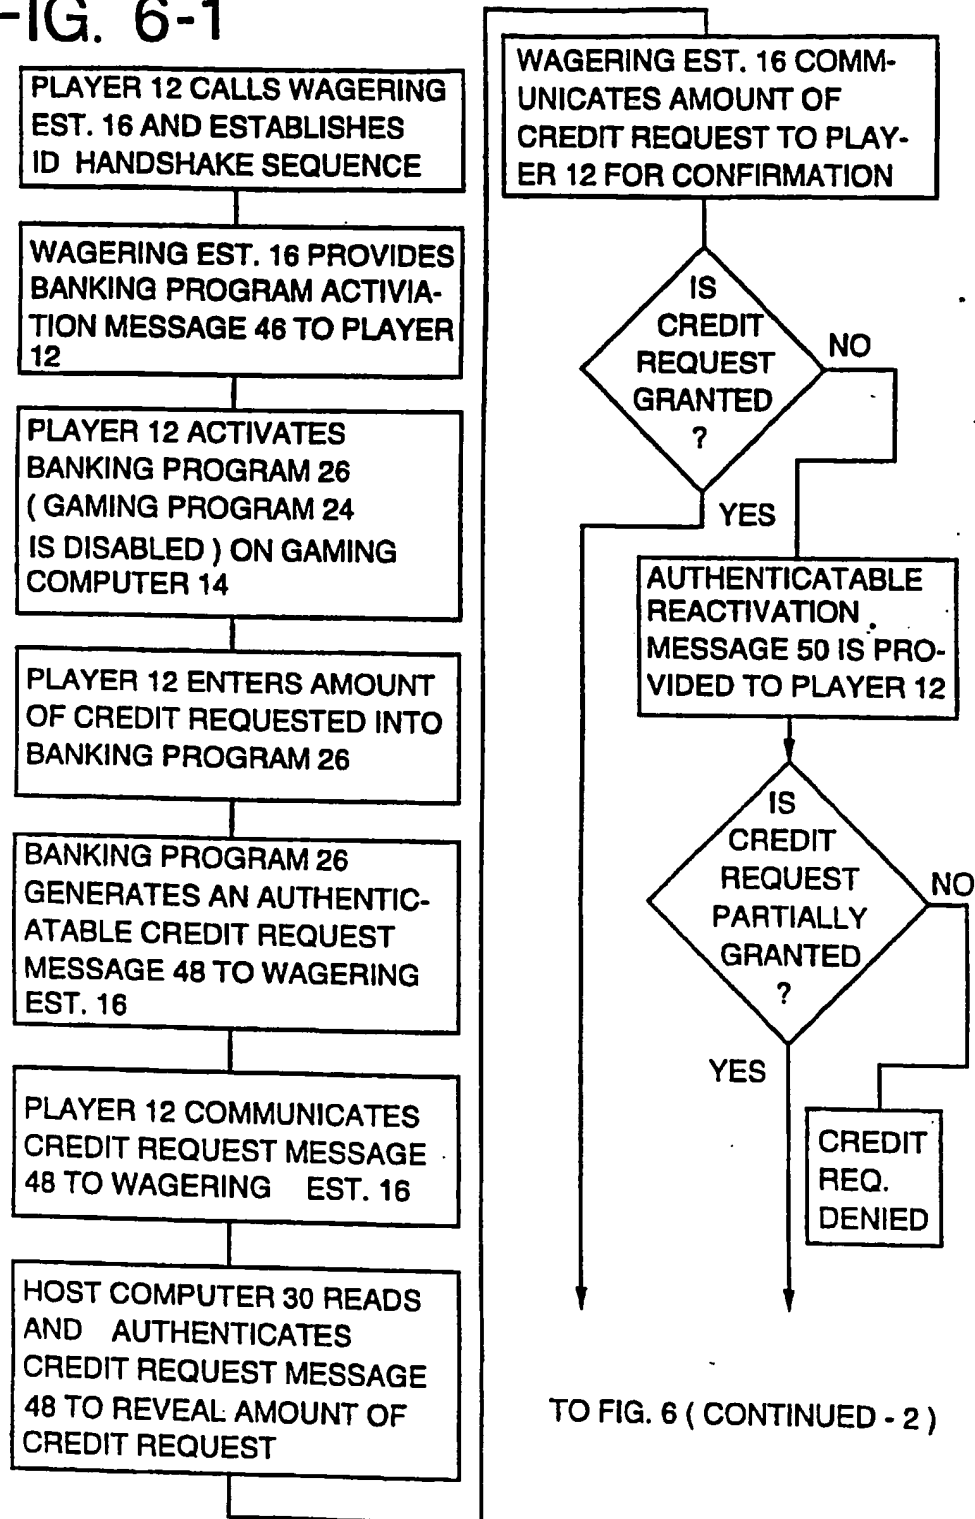 FIG. 6-1
PLAYER 12 CALLS WAGERING
EST. 16 AND ESTABLISHES
ID HANDSHAKE SEQUENCE
WAGERING EST. 16 PROVIDES
BANKING PROGRAM ACTIVIA-
TION MESSAGE 46 TO PLAYER
12
PLAYER 12 ACTIVATES
BANKING PROGRAM 26
( GAMING PROGRAM 24
IS DISABLED ) ON GAMING
COMPUTER 14
PLAYER 12 ENTERS AMOUNT
OF CREDIT REQUESTED INTO
BANKING PROGRAM 26
BANKING PROGRAM 26
GENERATES AN AUTHENTIC-
ATABLE CREDIT REQUEST
MESSAGE 48 TO WAGERING
EST. 16
PLAYER 12 COMMUNICATES
CREDIT REQUEST MESSAGE
48 TO WAGERING EST. 16
HOST COMPUTER 30 READS
AND AUTHENTICATES
CREDIT REQUEST MESSAGE
48 TO REVEAL AMOUNT OF
CREDIT REQUEST
WAGERING EST. 16 COMM-
UNICATES AMOUNT OF
CREDIT REQUEST TO PLAY-
ER 12 FOR CONFIRMATION
IS
CREDIT
REQUEST
GRANTED
?
NO
YES
AUTHENTICATABLE
REACTIVATION
MESSAGE 50 IS PRO-
VIDED TO PLAYER 12
IS
CREDIT
REQUEST
PARTIALLY
GRANTED
?
NO
YES
CREDIT
REQ.
DENIED
TO FIG. 6 ( CONTINUED - 2 )